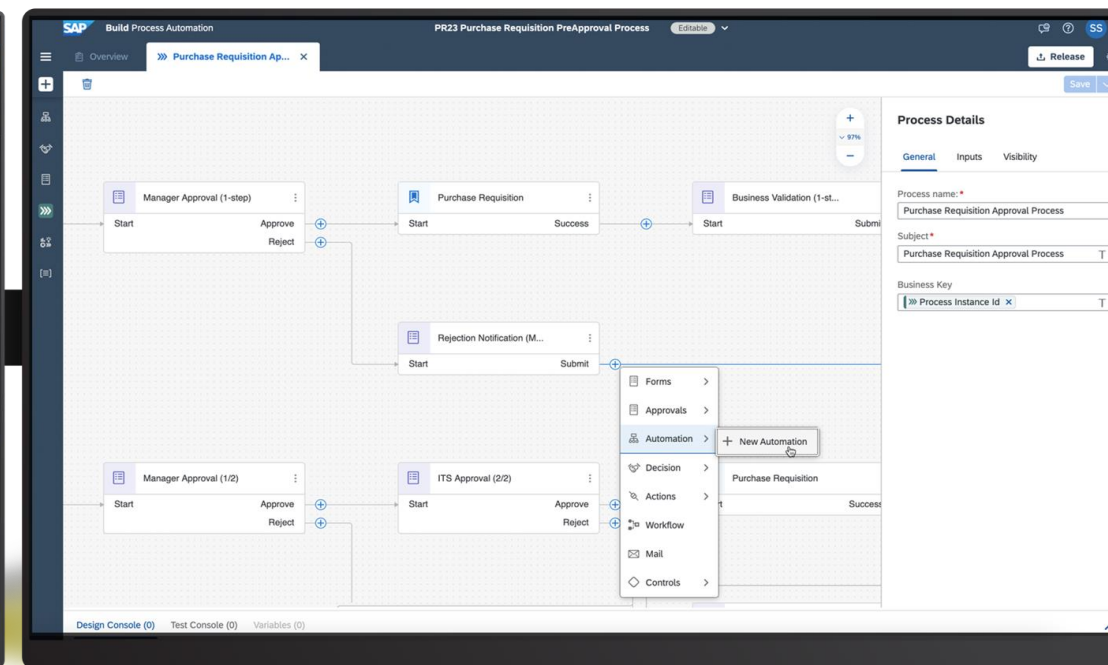 SAP Build Process Automation
PR23 Purchase Requisition PreApproval Process Editable
SS
Overview
Purchase Requisition Ap...
Release
Save
97%
Manager Approval (1-step)
Start Approve
Reject
Purchase Requisition
Start Success
Business Validation (1-st...
Start Submi
Rejection Notification (M...
Start Submit
Forms
Approvals
Automation
New Automation
Decision
Actions
Workflow
Mail
Controls
Manager Approval (1/2)
Start Approve
Reject
ITS Approval (2/2)
Start Approve
Reject
Purchase Requisition
Success
Process Details
General Inputs Visibility
Process name:*
Purchase Requisition Approval Process
Subject*
Purchase Requisition Approval Process T
Business Key
Process Instance Id × T
Design Console (0) Test Console (0) Variables (0)